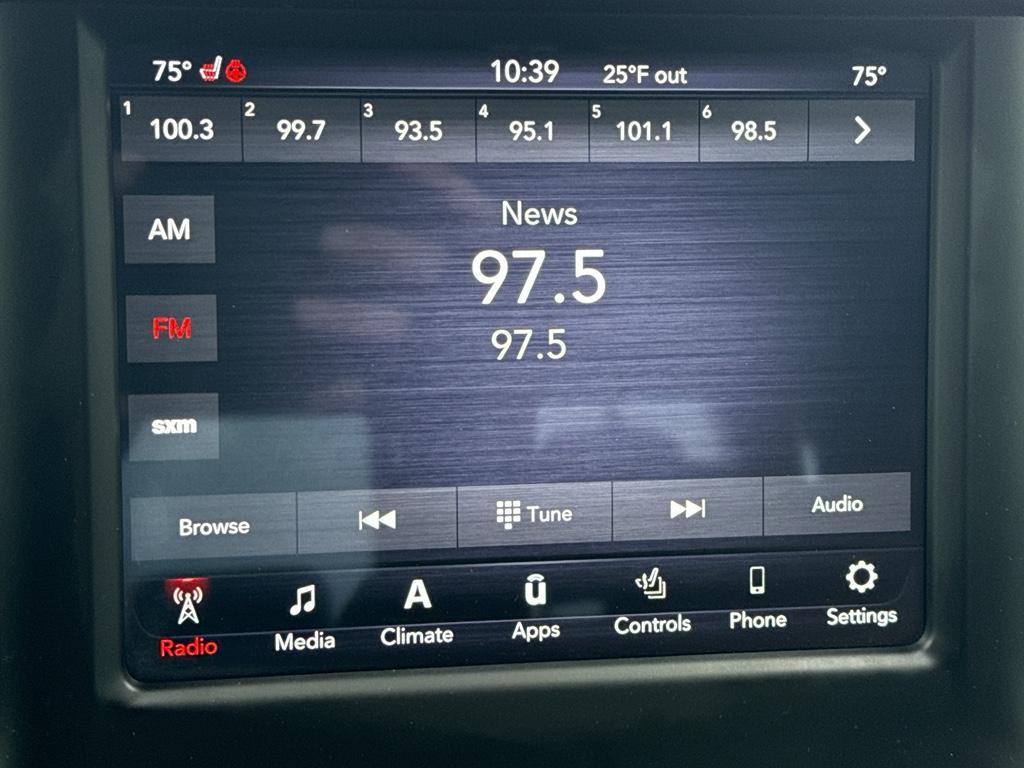 75° 10:39 25°F out 75°
1 100.3 2 99.7 3 93.5 4 95.1 5 101.1 6 98.5
AM
News
97.5
FM
97.5
sxm
Browse Tune Audio
A ū
Radio Media Climate Apps Controls Phone Settings